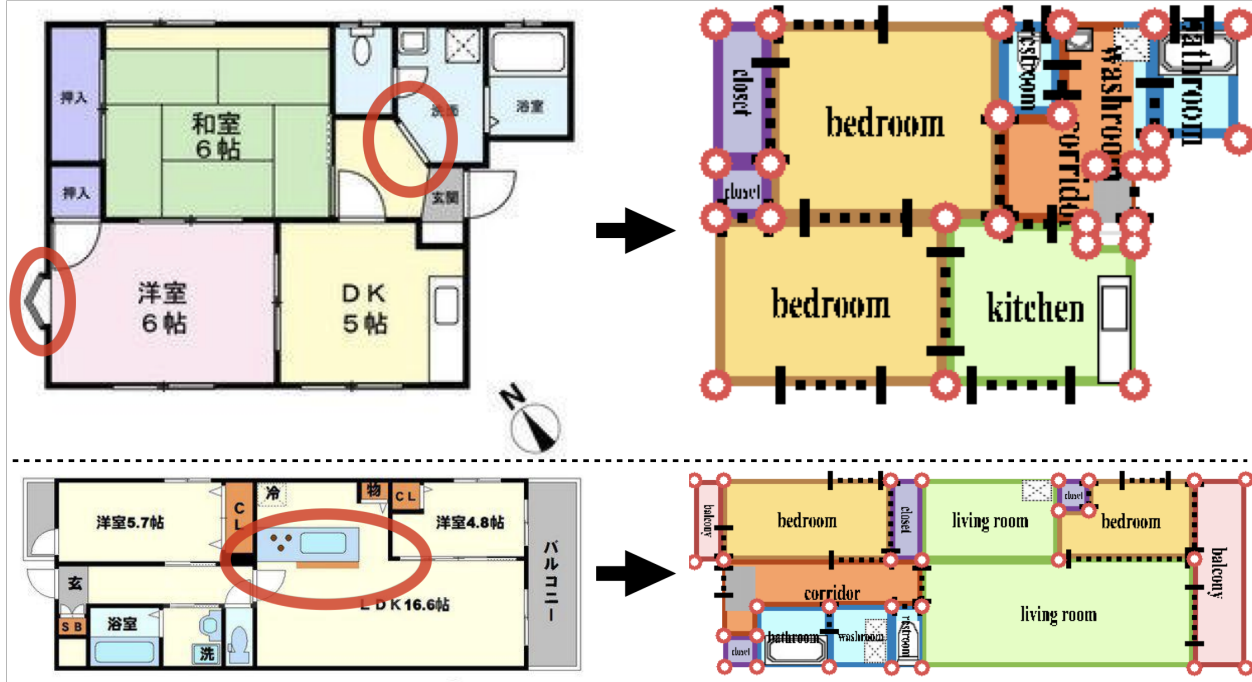 押入
和室
6帖
洗面
浴室
押入
玄関
洋室
6帖
DK
5帖
N
closet
bedroom
restroom
washroom
bathroom
corridor
closet
bedroom
kitchen
洋室5.7帖
CL
冷
物
CL
洋室4.8帖
バルコニー
玄
LDK16.6帖
SB
浴室
洗
balcony
bedroom
closet
living room
closet
bedroom
balcony
corridor
living room
closet
bathroom
washroom
restroom